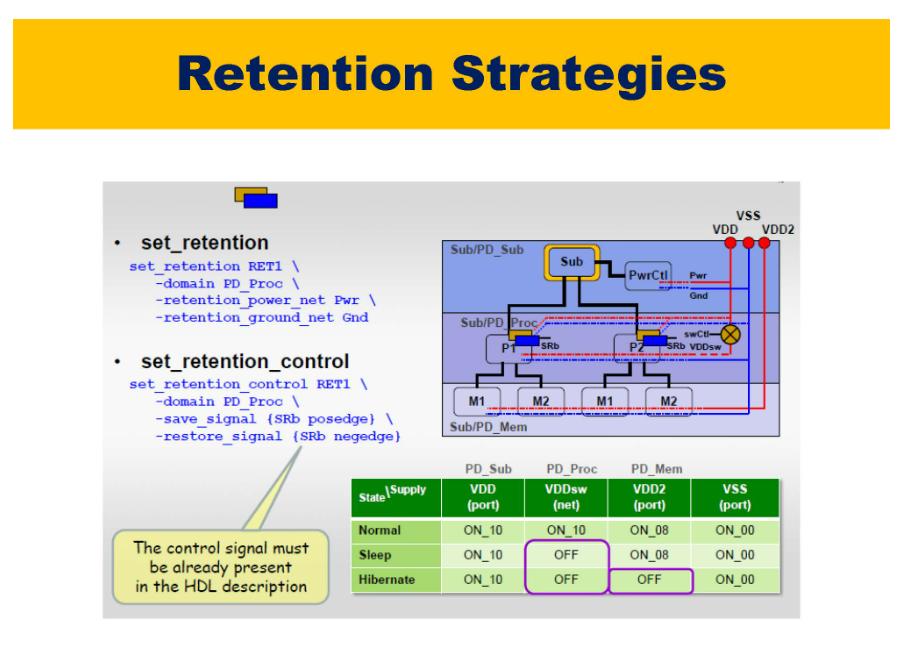 Retention Strategies
• set_retention
set_retention RET1 \
-domain PD_Proc \
-retention_power_net Pwr \
-retention_ground_net Gnd
• set_retention_control
set_retention_control RET1 \
-domain PD_Proc \
-save_signal {SRb posedge} \
-restore_signal {SRb negedge}
The control signal must
be already present
in the HDL description
VSS
VDD VDD2
Sub/PD_Sub
Sub
PwrCtl
Pwr
Gnd
Sub/PD_Proc
P1
SRb
P2
SRb
swCtl
VDDsw
M1 M2 M1 M2
Sub/PD_Mem
PD_Sub PD_Proc PD_Mem
State\Supply VDD (port) VDDsw (net) VDD2 (port) VSS (port)
Normal ON_10 ON_10 ON_08 ON_00
Sleep ON_10 OFF ON_08 ON_00
Hibernate ON_10 OFF OFF ON_00